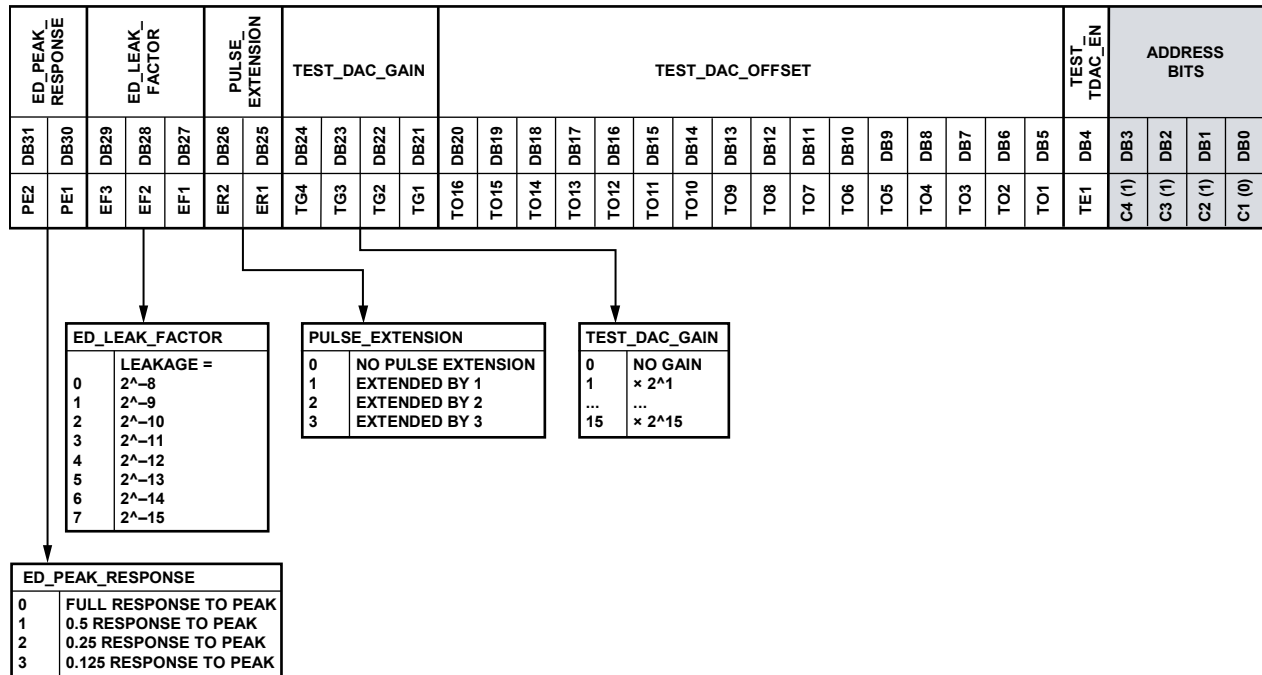 ED_PEAK_
RESPONSE
ED_LEAK_
FACTOR
PULSE_
EXTENSION
TEST_DAC_GAIN
TEST_DAC_OFFSET
TEST_
TDAC_EN
ADDRESS
BITS
DB31 DB30 DB29 DB28 DB27 DB26 DB25 DB24 DB23 DB22 DB21 DB20 DB19 DB18 DB17 DB16 DB15 DB14 DB13 DB12 DB11 DB10 DB9 DB8 DB7 DB6 DB5 DB4 DB3 DB2 DB1 DB0
PE2 PE1 EF3 EF2 EF1 ER2 ER1 TG4 TG3 TG2 TG1 TO16 TO15 TO14 TO13 TO12 TO11 TO10 TO9 TO8 TO7 TO6 TO5 TO4 TO3 TO2 TO1 TE1 C4 (1) C3 (1) C2 (1) C1 (0)
ED_LEAK_FACTOR
LEAKAGE =
0 2^–8
1 2^–9
2 2^–10
3 2^–11
4 2^–12
5 2^–13
6 2^–14
7 2^–15
PULSE_EXTENSION
0 NO PULSE EXTENSION
1 EXTENDED BY 1
2 EXTENDED BY 2
3 EXTENDED BY 3
TEST_DAC_GAIN
0 NO GAIN
1 × 2^1
... ...
15 × 2^15
ED_PEAK_RESPONSE
0 FULL RESPONSE TO PEAK
1 0.5 RESPONSE TO PEAK
2 0.25 RESPONSE TO PEAK
3 0.125 RESPONSE TO PEAK